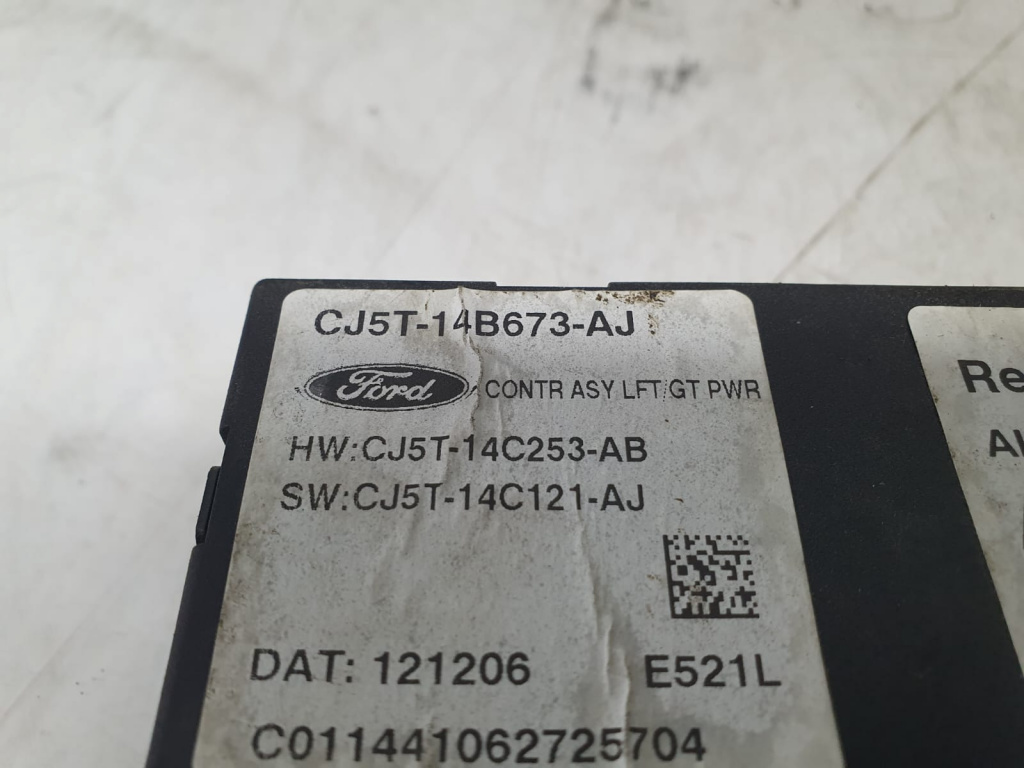 CJ5T-14B673-AJ
Ford CONTR ASY LFT/GT PWR
HW:CJ5T-14C253-AB
SW:CJ5T-14C121-AJ
DAT: 121206 E521L
C011441062725704
Re